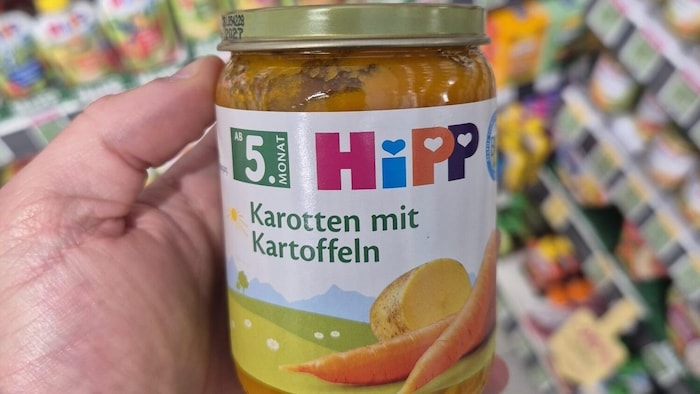 AB
5.
MONAT
HiPP
Karotten mit
Kartoffeln